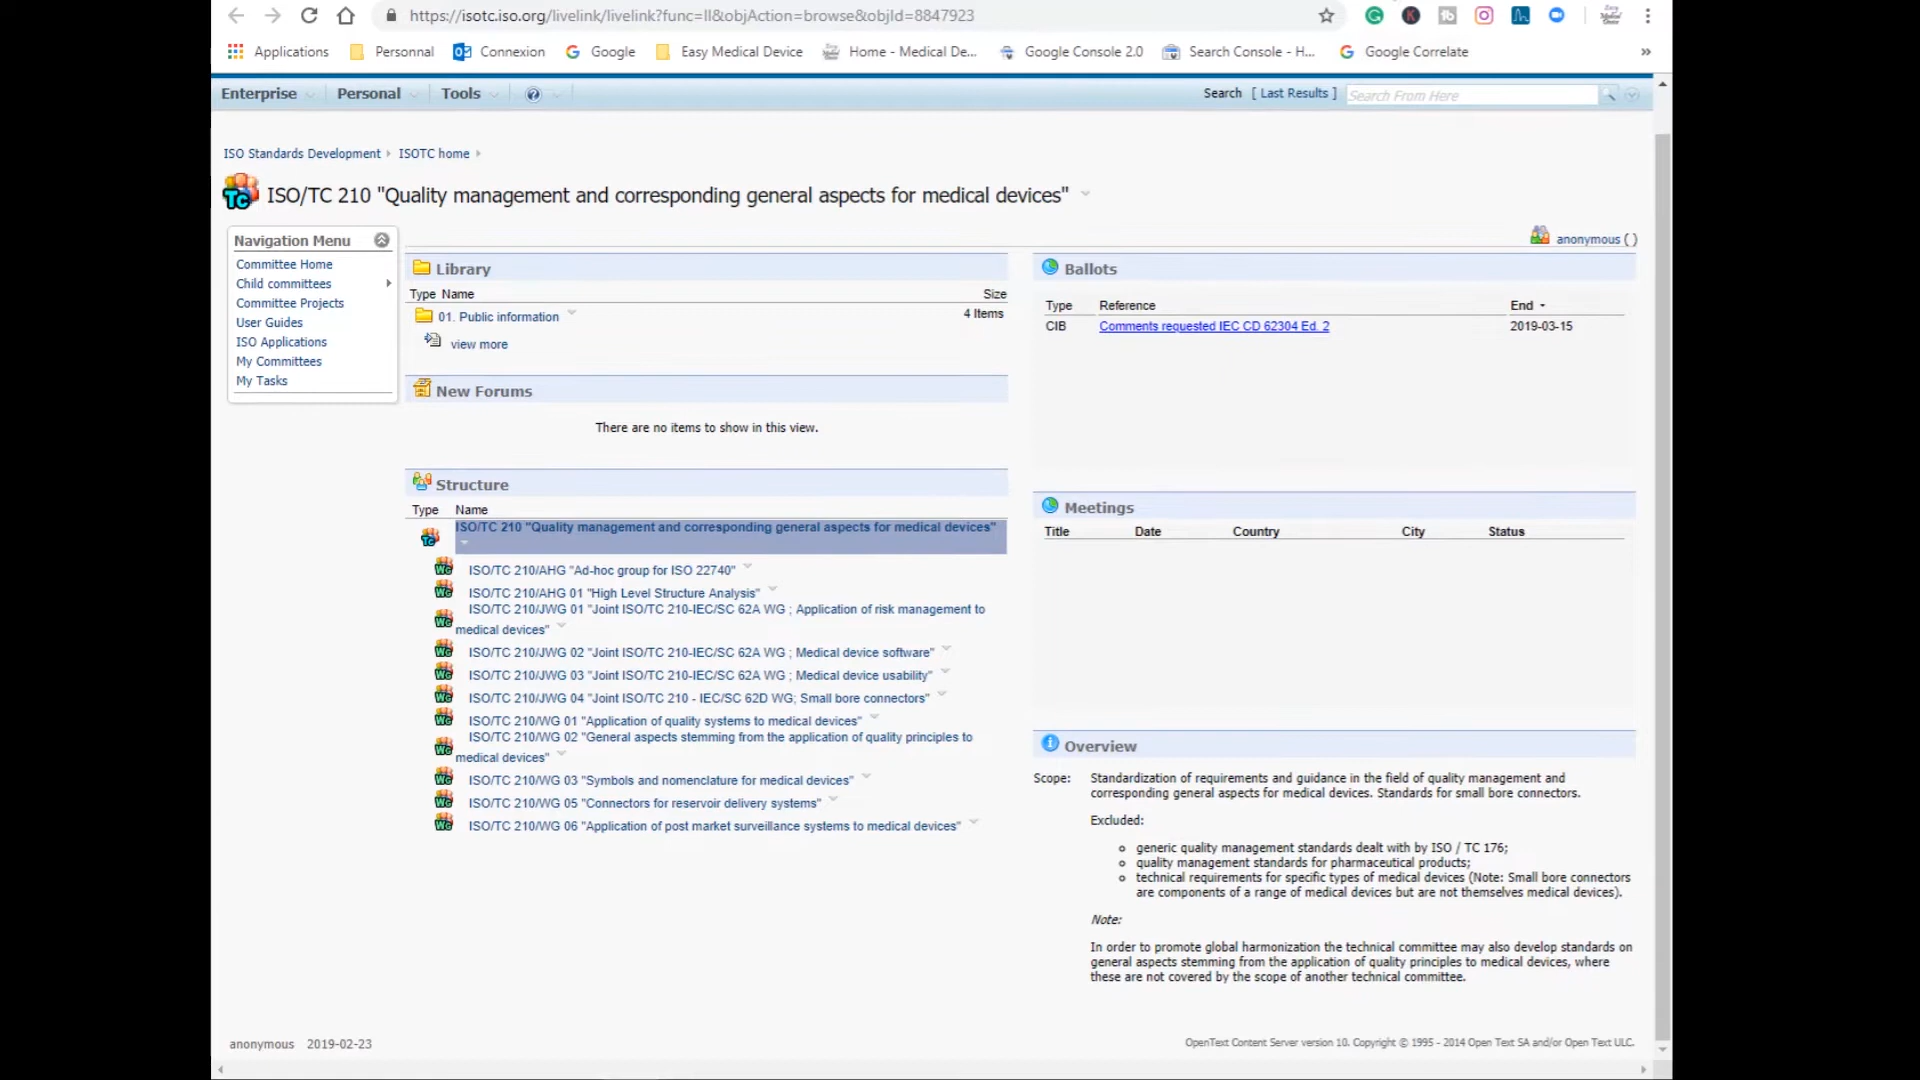 https://isotc.iso.org/livelink/livelink?func=ll&objAction=browse&objId=8847923
Applications Personnal Connexion Google Easy Medical Device Home - Medical De... Google Console 2.0 Search Console - H... Google Correlate »
Enterprise Personal Tools Search [ Last Results ] Search From Here
ISO Standards Development ISOTC home
ISO/TC 210 "Quality management and corresponding general aspects for medical devices"
anonymous ( )
Navigation Menu
Committee Home
Child committees
Committee Projects
User Guides
ISO Applications
My Committees
My Tasks
Library
Type Name Size
01. Public information 4 Items
view more
New Forums
There are no items to show in this view.
Structure
Type Name
ISO/TC 210 "Quality management and corresponding general aspects for medical devices"
ISO/TC 210/AHG "Ad-hoc group for ISO 22740"
ISO/TC 210/AHG 01 "High Level Structure Analysis"
ISO/TC 210/JWG 01 "Joint ISO/TC 210-IEC/SC 62A WG ; Application of risk management to
medical devices"
ISO/TC 210/JWG 02 "Joint ISO/TC 210-IEC/SC 62A WG ; Medical device software"
ISO/TC 210/JWG 03 "Joint ISO/TC 210-IEC/SC 62A WG ; Medical device usability"
ISO/TC 210/JWG 04 "Joint ISO/TC 210 - IEC/SC 62D WG; Small bore connectors"
ISO/TC 210/WG 01 "Application of quality systems to medical devices"
ISO/TC 210/WG 02 "General aspects stemming from the application of quality principles to
medical devices"
ISO/TC 210/WG 03 "Symbols and nomenclature for medical devices"
ISO/TC 210/WG 05 "Connectors for reservoir delivery systems"
ISO/TC 210/WG 06 "Application of post market surveillance systems to medical devices"
Ballots
Type Reference End
CIB Comments requested IEC CD 62304 Ed. 2 2019-03-15
Meetings
Title Date Country City Status
Overview
Scope: Standardization of requirements and guidance in the field of quality management and
corresponding general aspects for medical devices. Standards for small bore connectors.
Excluded:
generic quality management standards dealt with by ISO / TC 176;
quality management standards for pharmaceutical products;
technical requirements for specific types of medical devices (Note: Small bore connectors
are components of a range of medical devices but are not themselves medical devices).
Note:
In order to promote global harmonization the technical committee may also develop standards on
general aspects stemming from the application of quality principles to medical devices, where
these are not covered by the scope of another technical committee.
anonymous 2019-02-23
OpenText Content Server version 10. Copyright © 1995 - 2014 Open Text SA and/or Open Text ULC.